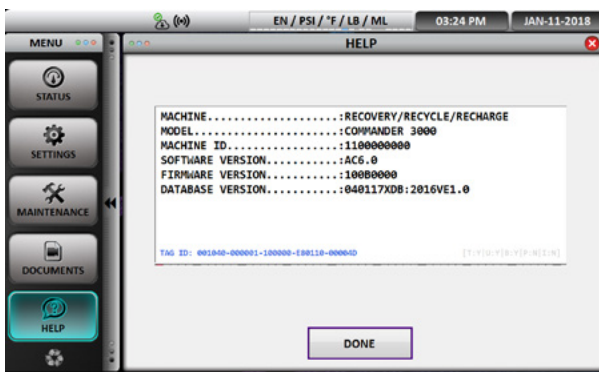 EN / PSI / °F / LB / ML
03:24 PM
JAN-11-2018
MENU
HELP
STATUS
SETTINGS
MAINTENANCE
DOCUMENTS
HELP
MACHINE....................:RECOVERY/RECYCLE/RECHARGE
MODEL......................:COMMANDER 3000
MACHINE ID.................:1100000000
SOFTWARE VERSION...........:AC6.0
FIRMWARE VERSION...........:100B0000
DATABASE VERSION...........:040117XDB:2016VE1.0
TAG ID: 001040-000001-100000-E80110-00004D
DONE